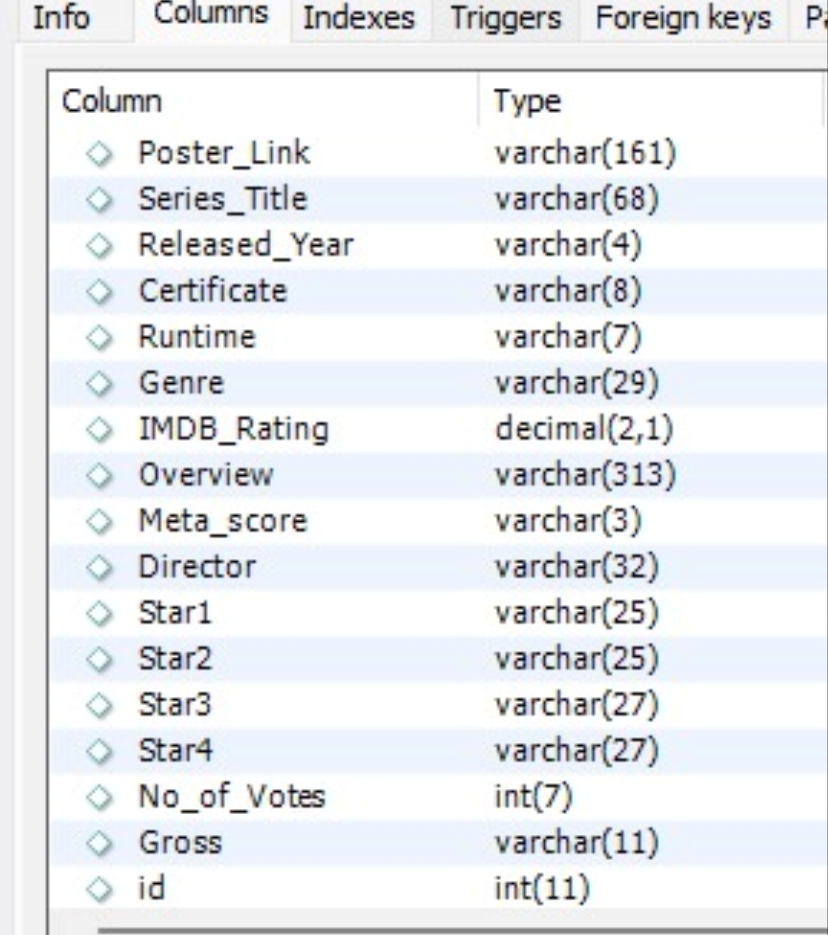 Info Columns Indexes Triggers Foreign keys
Column Type
Poster_Link varchar(161)
Series_Title varchar(68)
Released_Year varchar(4)
Certificate varchar(8)
Runtime varchar(7)
Genre varchar(29)
IMDB_Rating decimal(2,1)
Overview varchar(313)
Meta_score varchar(3)
Director varchar(32)
Star1 varchar(25)
Star2 varchar(25)
Star3 varchar(27)
Star4 varchar(27)
No_of_Votes int(7)
Gross varchar(11)
id int(11)